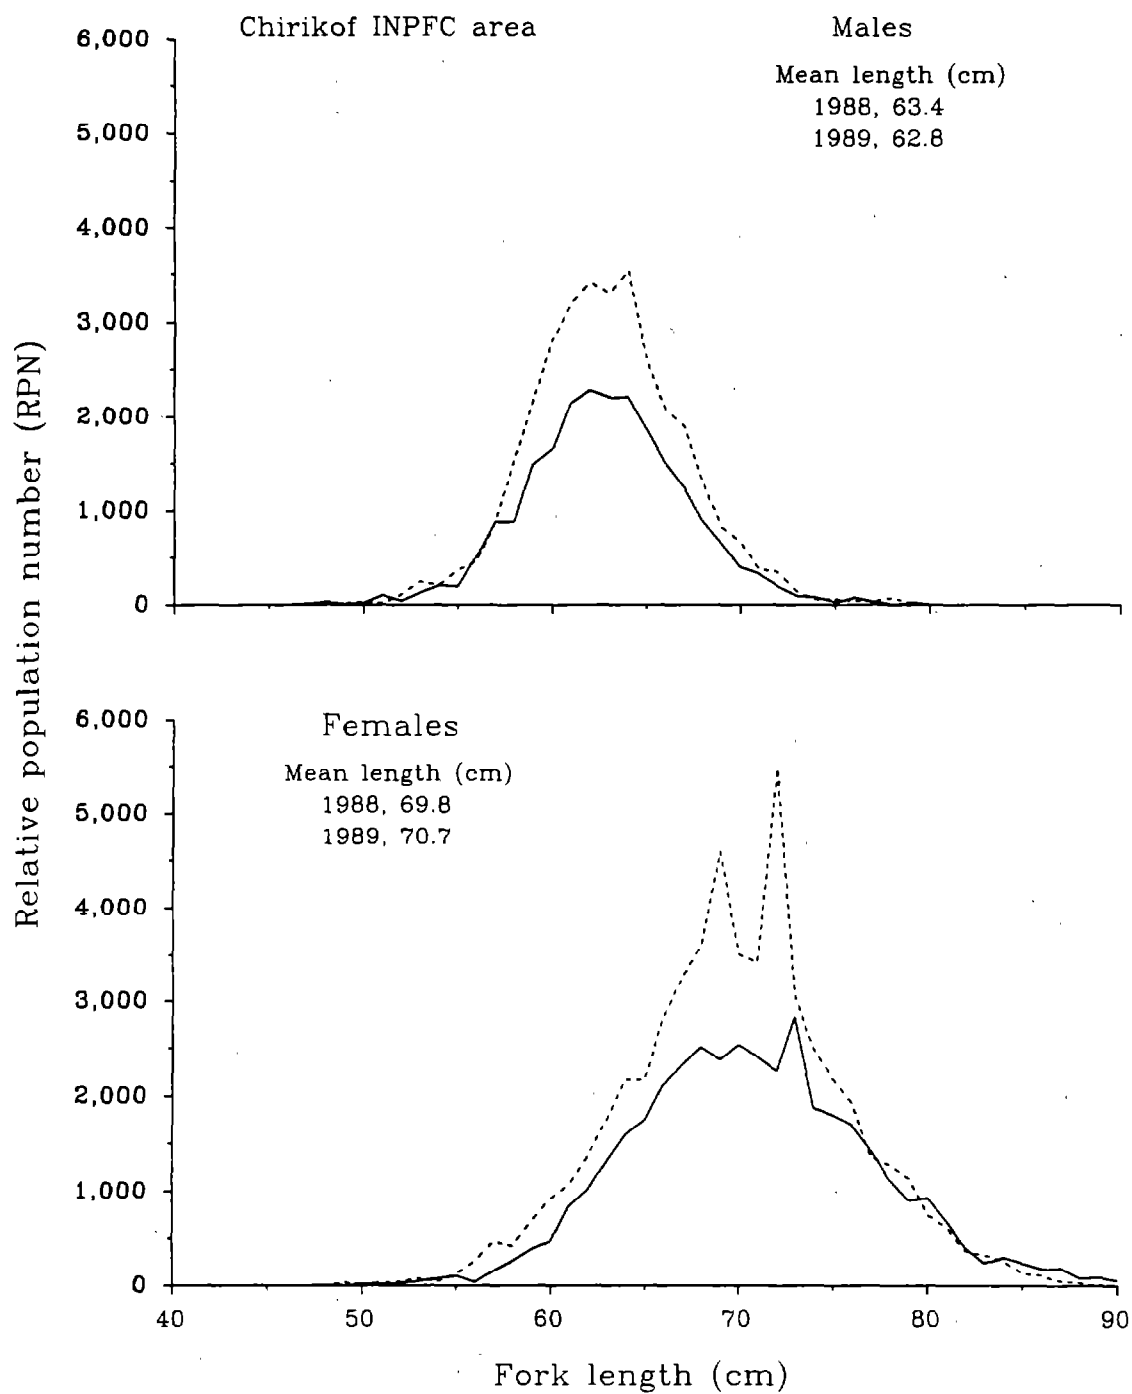 Chirikof INPFC area
Males
Mean length (cm)
1988, 63.4
1989, 62.8
6,000
5,000
4,000
3,000
2,000
1,000
0
Relative population number (RPN)
Females
Mean length (cm)
1988, 69.8
1989, 70.7
6,000
5,000
4,000
3,000
2,000
1,000
0
40 50 60 70 80 90
Fork length (cm)